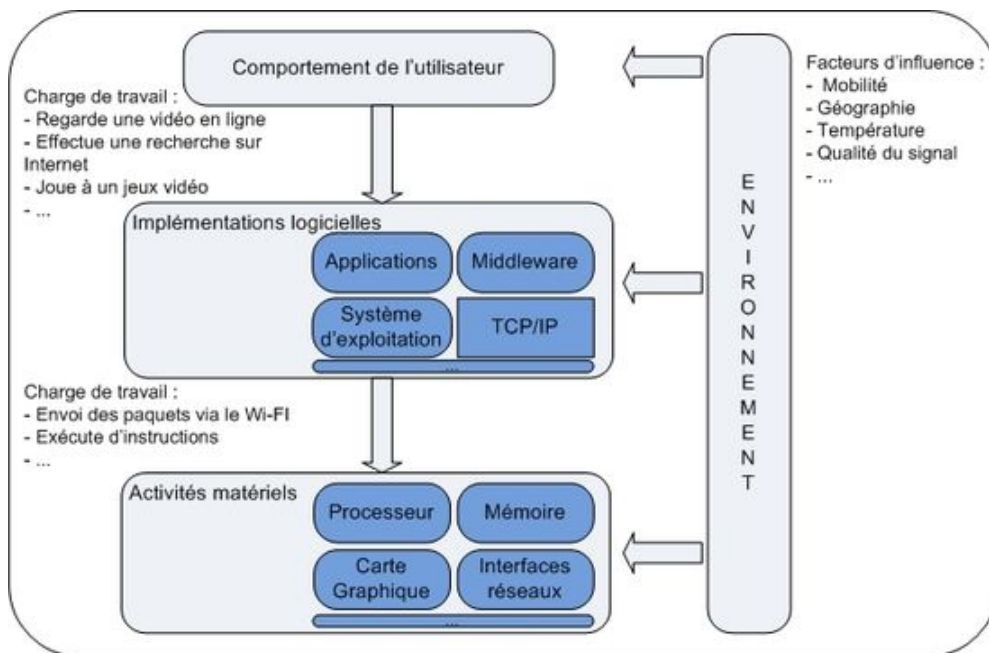 Comportement de l'utilisateur
Charge de travail :
- Regarde une vidéo en ligne
- Effectue une recherche sur
Internet
- Joue à un jeux vidéo
- ...
Implémentations logicielles
Applications
Middleware
Système
d'exploitation
TCP/IP
...
Charge de travail :
- Envoi des paquets via le Wi-FI
- Exécute d'instructions
- ...
Activités matériels
Processeur
Mémoire
Carte
Graphique
Interfaces
réseaux
...
ENVIRONNEMENT
Facteurs d'influence :
- Mobilité
- Géographie
- Température
- Qualité du signal
- ...